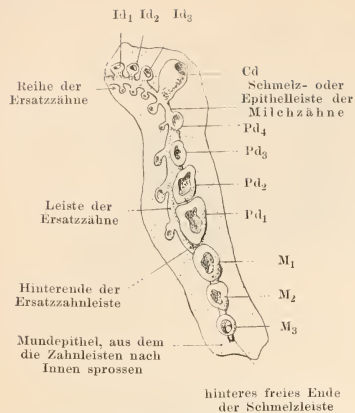 Id1 Id2 Id3
Reihe der
Ersatzzähne
Cd
Schmelz- oder
Epithelleiste der
Milchzähne
Pd4
Pd3
Pd2
Pd1
Leiste der
Ersatzzähne
M1
Hinterende der
Ersatzzahnleiste
M2
M3
Mundepithel, aus dem
die Zahnleisten nach
Innen sprossen
hinteres freies Ende
der Schmelzleiste